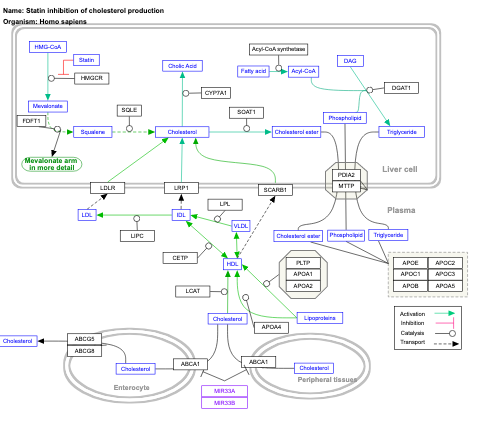 Name: Statin inhibition of cholesterol production
Organism: Homo sapiens
HMG-CoA
Statin
HMGCR
Mevalonate
FDFT1
Squalene
SQLE
Mevalonate arm
in more detail
Cholic Acid
CYP7A1
Cholesterol
SOAT1
Acyl-CoA synthetase
Fatty acid
Acyl-CoA
DAG
DGAT1
Phospholipid
Cholesterol ester
Triglyceride
PDIA2
MTTP
Liver cell
LDLR
LRP1
SCARB1
Plasma
LDL
IDL
LPL
VLDL
LIPC
CETP
HDL
Cholesterol ester
Phospholipid
Triglyceride
PLTP
APOA1
APOA2
APOE
APOC2
APOC1
APOC3
APOB
APOA5
LCAT
Cholesterol
APOA4
Lipoproteins
Activation
Inhibition
Catalysis
Transport
Cholesterol
ABCG5
ABCG8
Cholesterol
ABCA1
Enterocyte
ABCA1
Cholesterol
Peripheral tissues
MIR33A
MIR33B